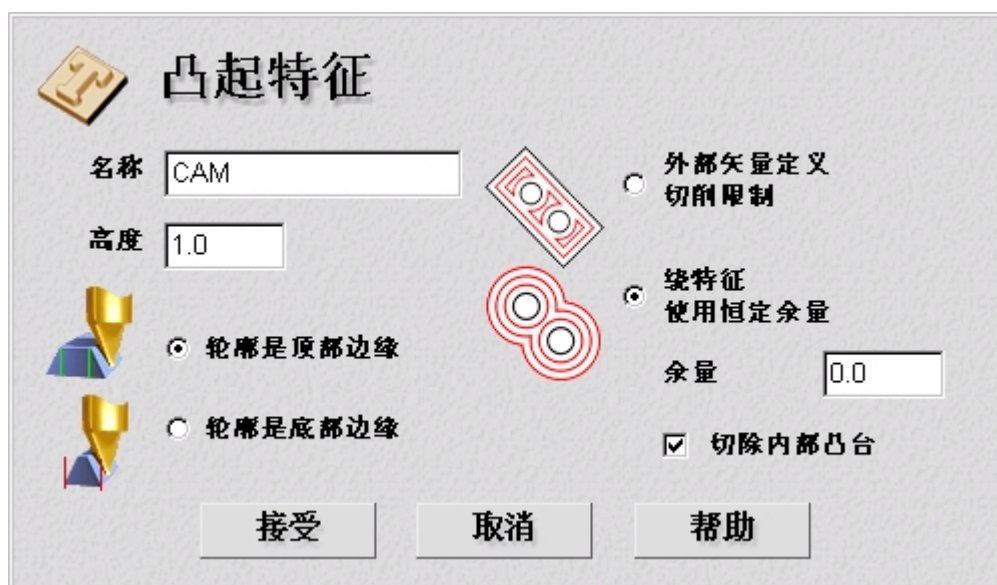 凸起特征
名称 CAM
高度 1.0
轮廓是顶部边缘
轮廓是底部边缘
外部矢量定义
切削限制
绕特征
使用恒定余量
余量 0.0
切除内部凸台
接受 取消 帮助